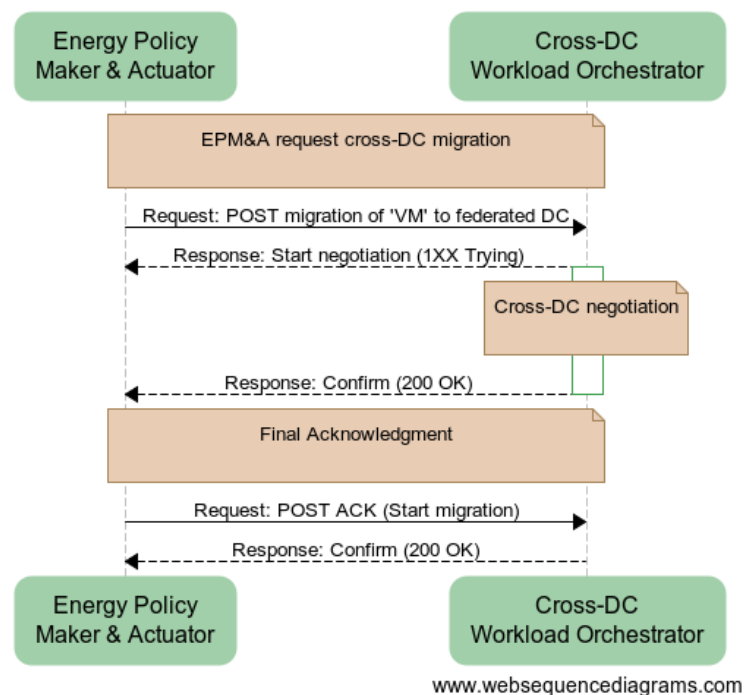 Energy Policy
Maker & Actuator
Cross-DC
Workload Orchestrator
EPM&A request cross-DC migration
Request: POST migration of 'VM' to federated DC
Response: Start negotiation (1XX Trying)
Cross-DC negotiation
Response: Confirm (200 OK)
Final Acknowledgment
Request: POST ACK (Start migration)
Response: Confirm (200 OK)
Energy Policy
Maker & Actuator
Cross-DC
Workload Orchestrator
www.websequencediagrams.com